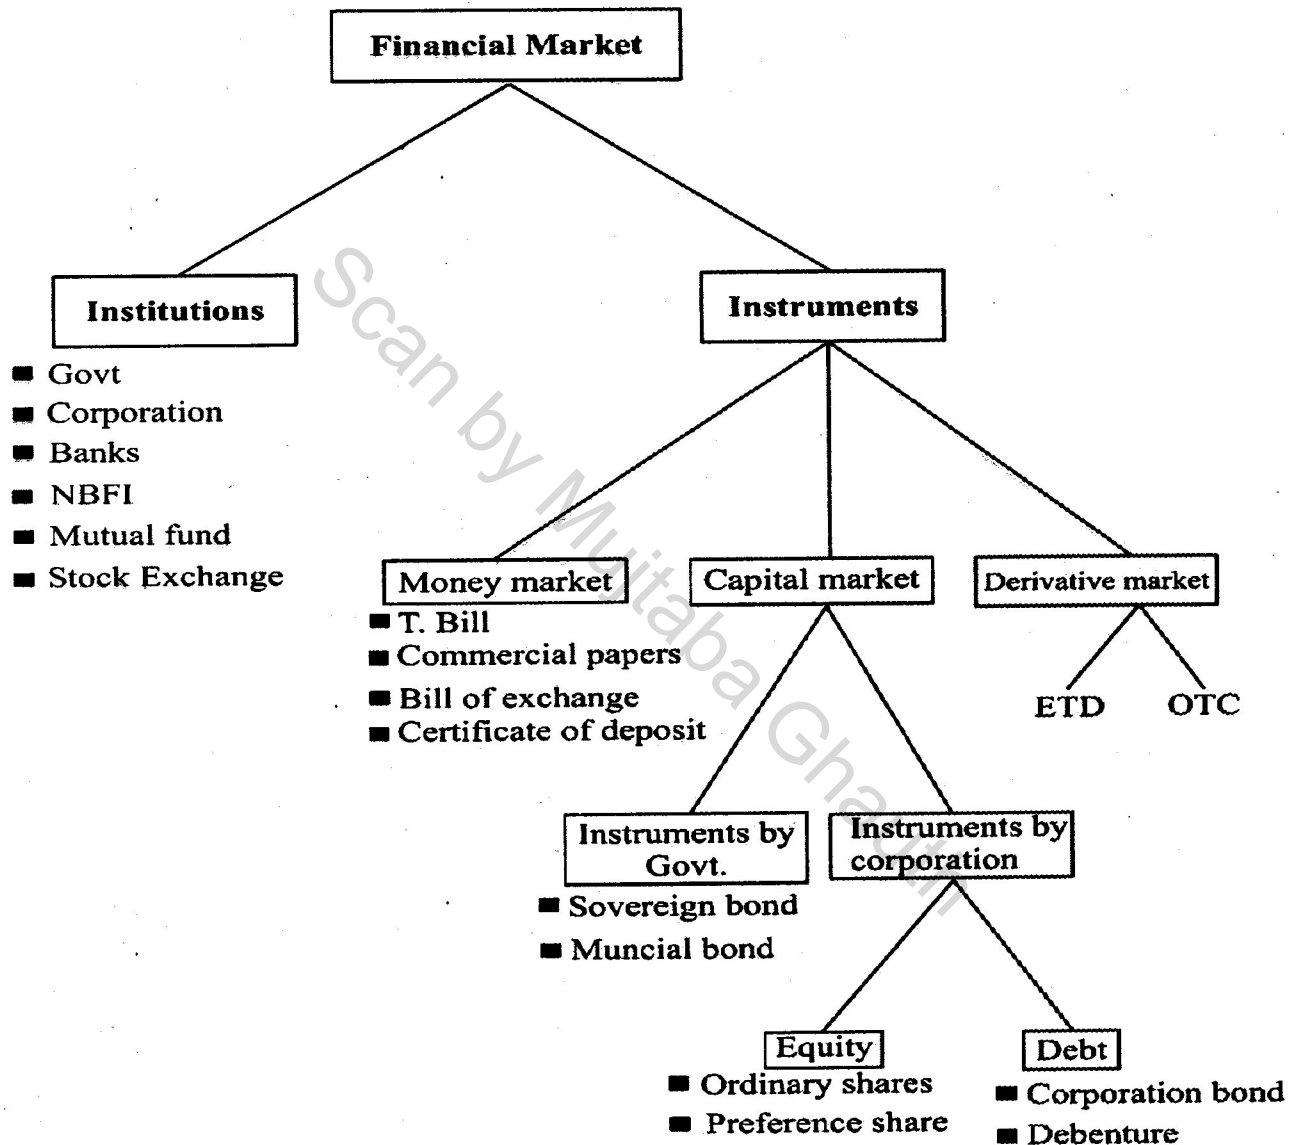 Financial Market
Institutions
Instruments
Govt
Corporation
Banks
NBFI
Mutual fund
Stock Exchange
Money market
Capital market
Derivative market
T. Bill
Commercial papers
Bill of exchange
Certificate of deposit
ETD
OTC
Instruments by
Govt.
Instruments by
corporation
Sovereign bond
Muncial bond
Equity
Debt
Ordinary shares
Preference share
Corporation bond
Debenture
Scan by Mujtaba Ghauth